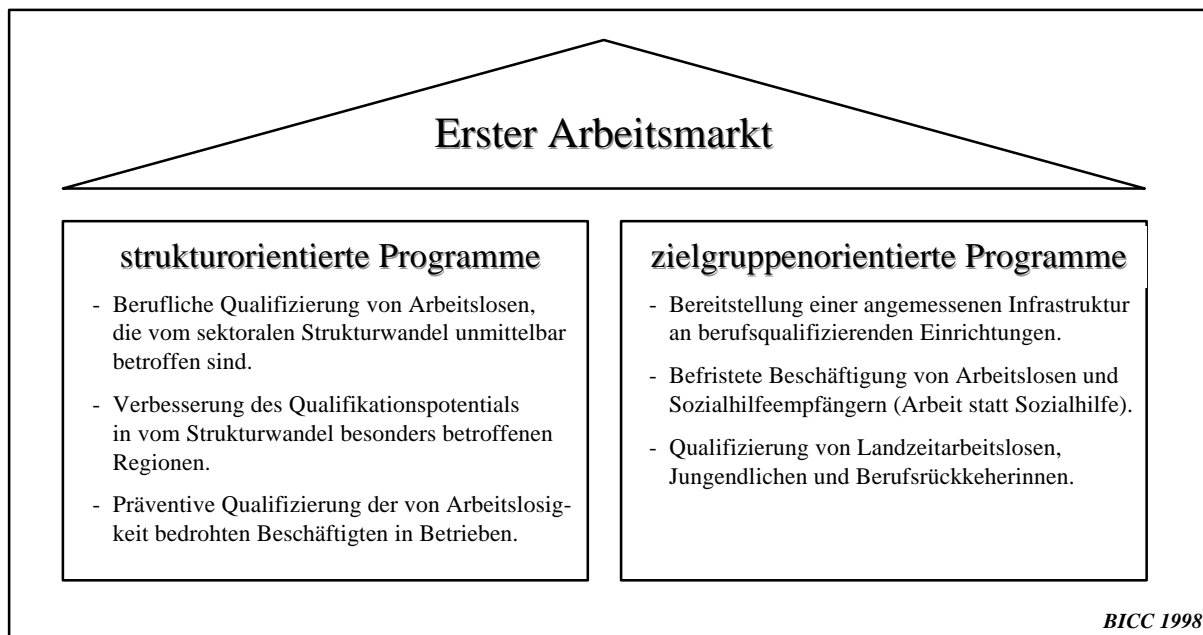 Erster Arbeitsmarkt
strukturorientierte Programme
- Berufliche Qualifizierung von Arbeitslosen,
die vom sektoralen Strukturwandel unmittelbar
betroffen sind.
- Verbesserung des Qualifikationspotentials
in vom Strukturwandel besonders betroffenen
Regionen.
- Präventive Qualifizierung der von Arbeitslosig-
keit bedrohten Beschäftigten in Betrieben.
zielgruppenorientierte Programme
- Bereitstellung einer angemessenen Infrastruktur
an berufsqualifizierenden Einrichtungen.
- Befristete Beschäftigung von Arbeitslosen und
Sozialhilfeempfängern (Arbeit statt Sozialhilfe).
- Qualifizierung von Landzeitarbeitslosen,
Jungendlichen und Berufsrückkeherinnen.
BICC 1998